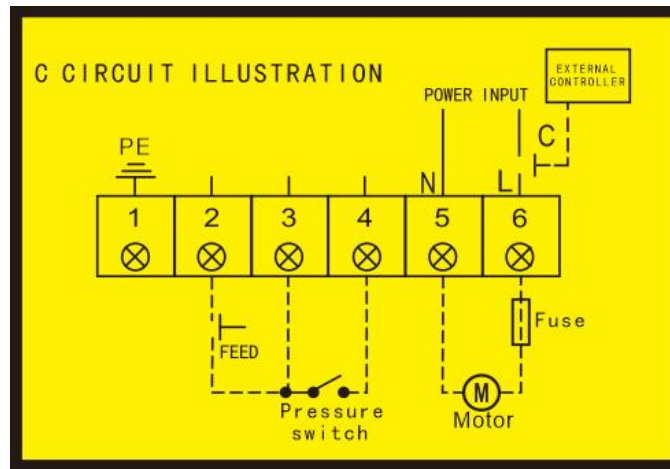 EXTERNAL
CONTROLLER
C CIRCUIT ILLUSTRATION
POWER INPUT
C
PE
N
L
1 2 3 4 5 6
Fuse
FEED
M
Pressure
switch
Motor